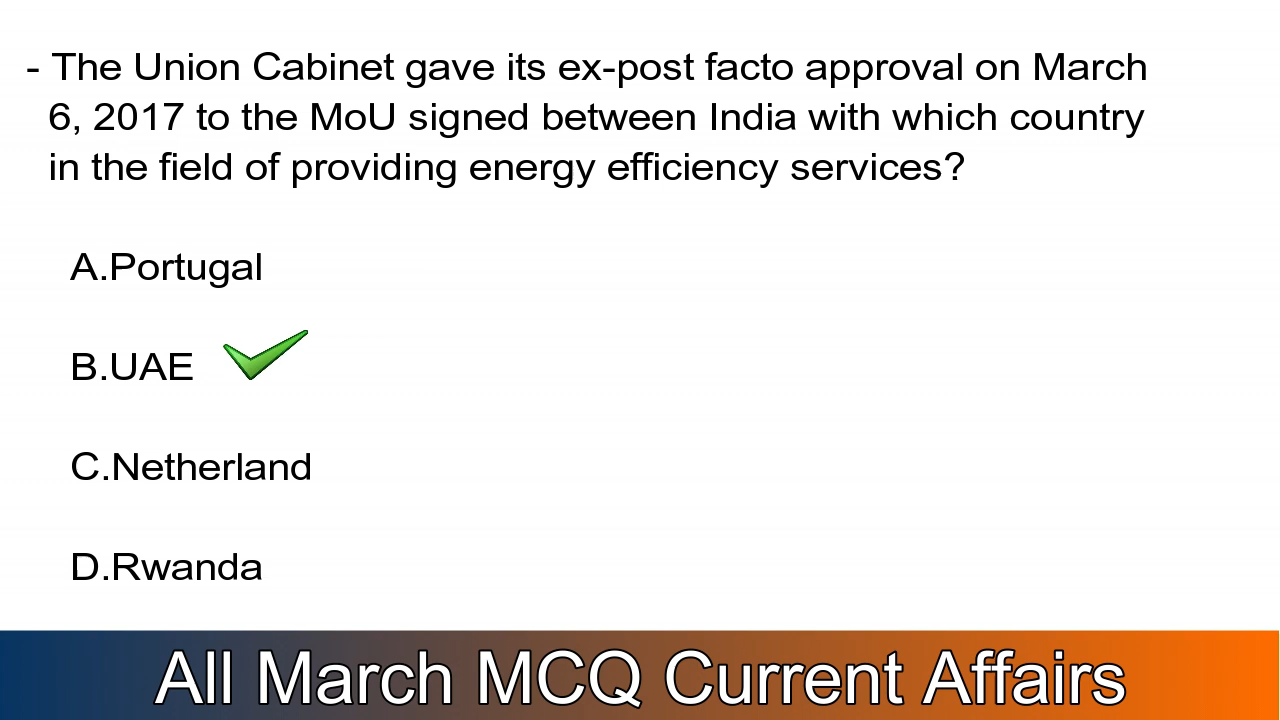 - The Union Cabinet gave its ex-post facto approval on March
6, 2017 to the MoU signed between India with which country
in the field of providing energy efficiency services?
A.Portugal
B.UAE
C.Netherland
D.Rwanda
All March MCQ Current Affairs